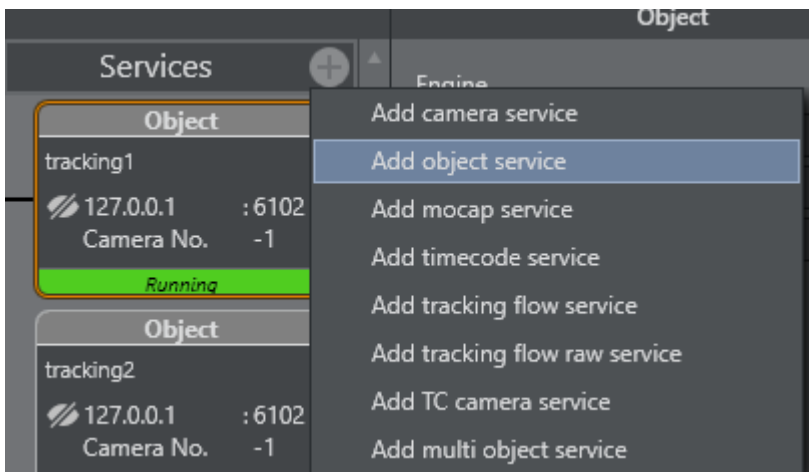 Object
Services
Engine
Object
tracking1
127.0.0.1 :6102
Camera No. -1
Running
Object
tracking2
127.0.0.1 :6102
Camera No. -1
Add camera service
Add object service
Add mocap service
Add timecode service
Add tracking flow service
Add tracking flow raw service
Add TC camera service
Add multi object service